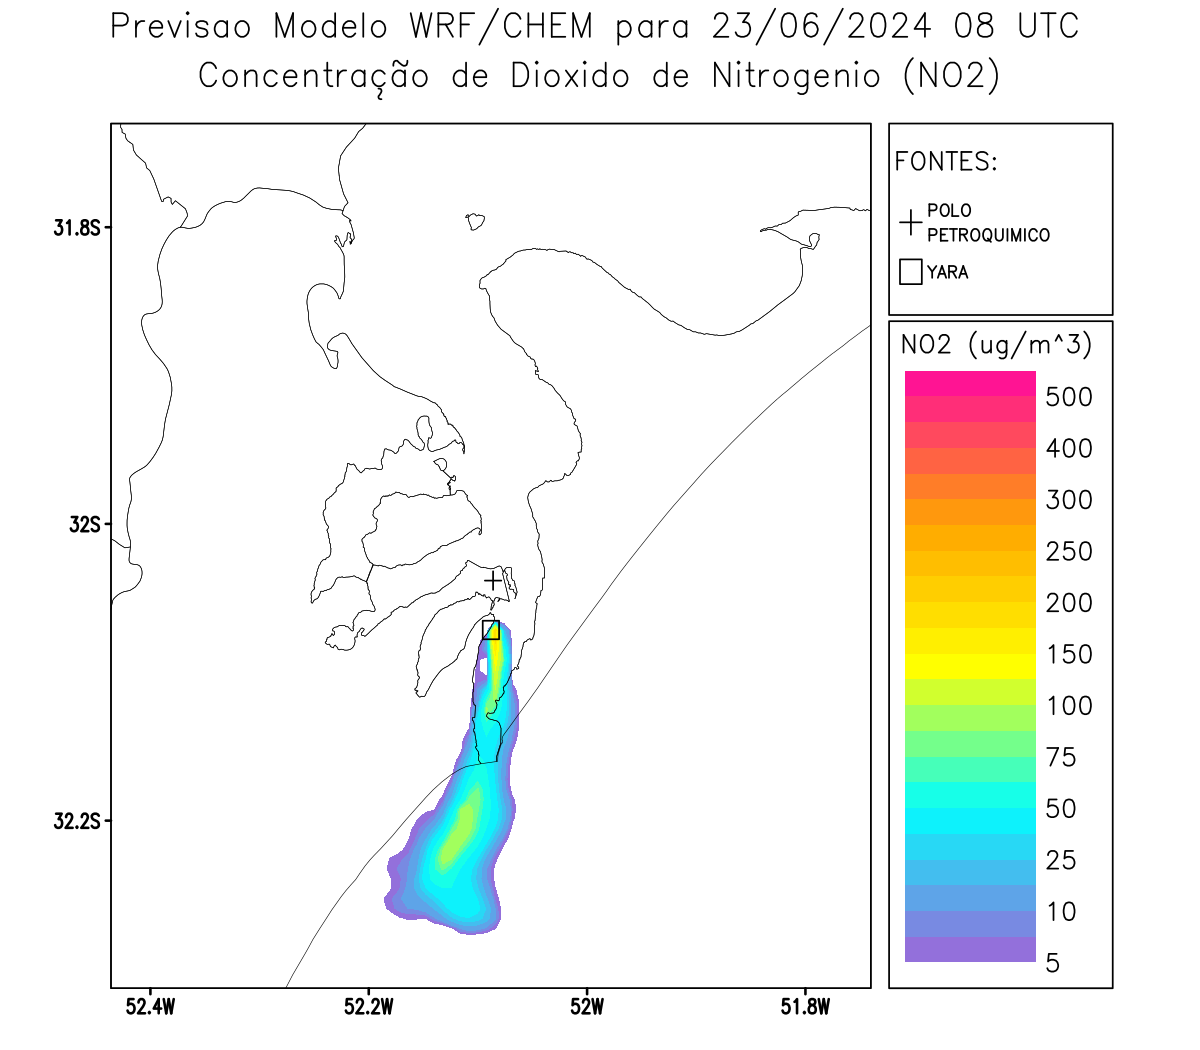 Previsao Modelo WRF/CHEM para 23/06/2024 08 UTC
Concentração de Dioxido de Nitrogenio (NO2)
FONTES:
POLO
PETROQUIMICO
YARA
NO2 (ug/m^3)
500
400
300
250
200
150
100
75
50
25
10
5
31.8S
32S
32.2S
52.4W
52.2W
52W
51.8W